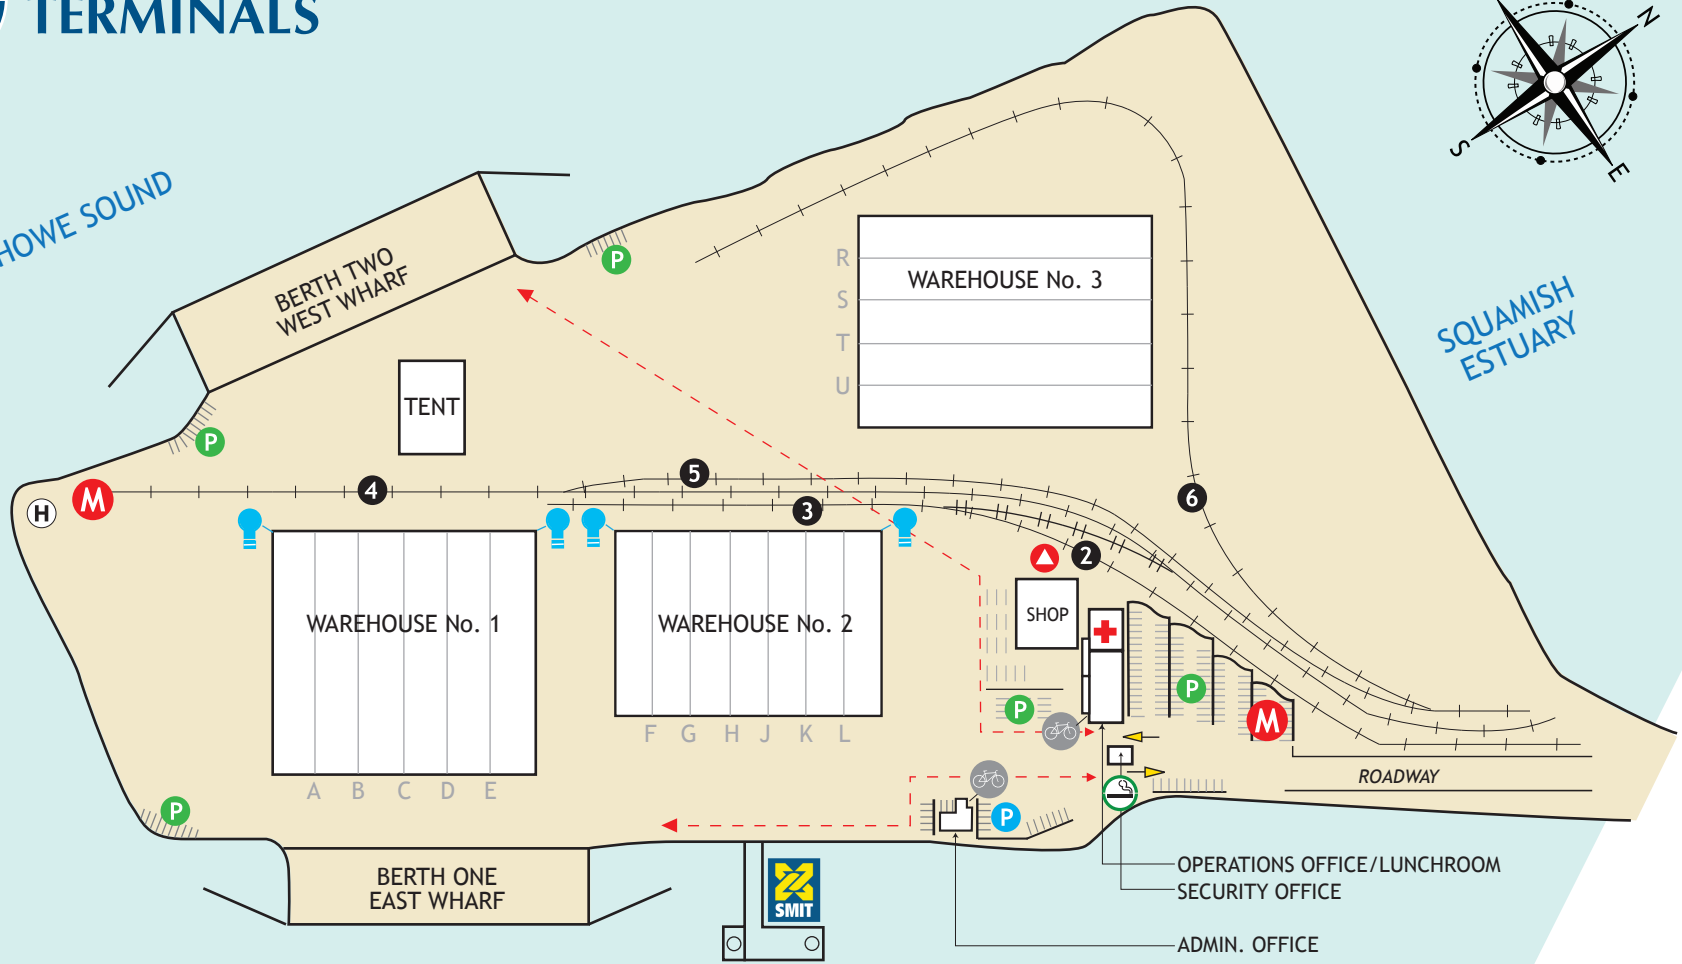 TERMINALS
N
S
E
HOWE SOUND
BERTH TWO
WEST WHARF
P
R
S
T
U
WAREHOUSE No. 3
SQUAMISH
ESTUARY
TENT
P
H
M
4
5
3
6
2
WAREHOUSE No. 1
A B C D E
WAREHOUSE No. 2
F G H J K L
SHOP
P
P
M
ROADWAY
P
P
BERTH ONE
EAST WHARF
SMIT
OPERATIONS OFFICE/LUNCHROOM
SECURITY OFFICE
ADMIN. OFFICE